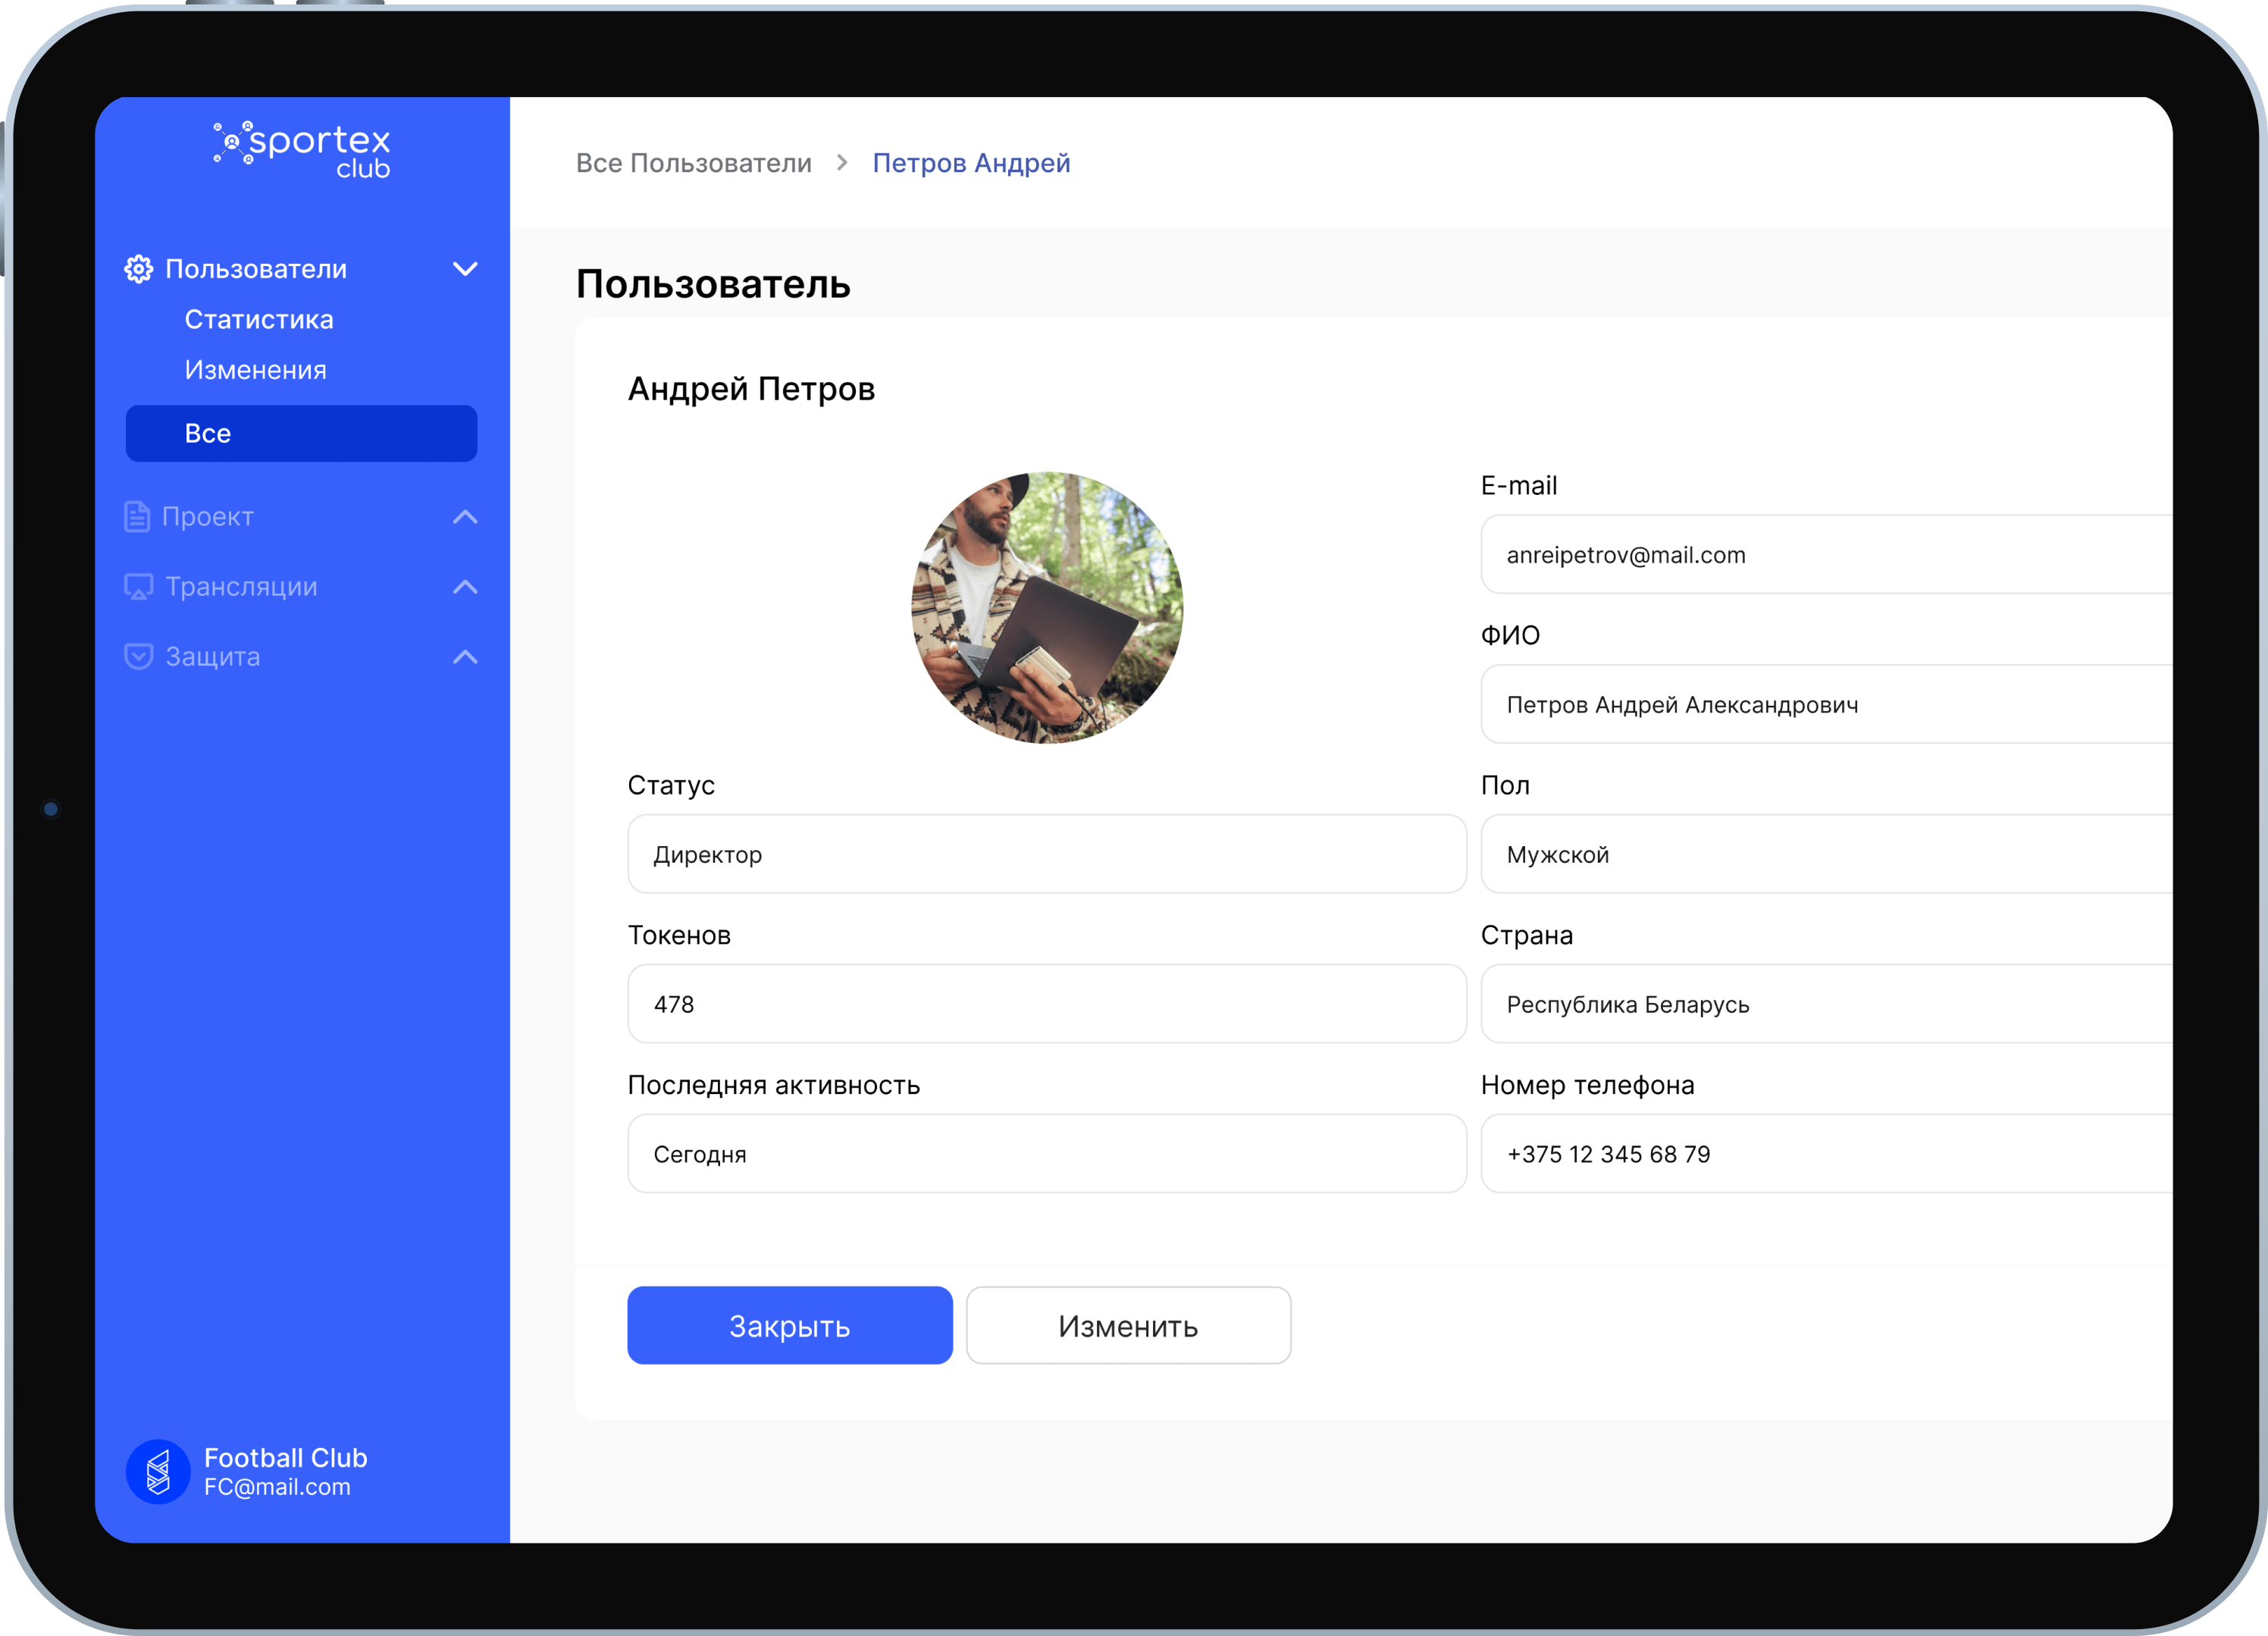 sportex
club
Пользователи
Статистика
Изменения
Все
Проект
Трансляции
Защита
Football Club
FC@mail.com
Все Пользователи > Петров Андрей
Пользователь
Андрей Петров
E-mail
anreipetrov@mail.com
ФИО
Петров Андрей Александрович
Статус
Директор
Пол
Мужской
Токенов
478
Страна
Республика Беларусь
Последняя активность
Сегодня
Номер телефона
+375 12 345 68 79
Закрыть
Изменить